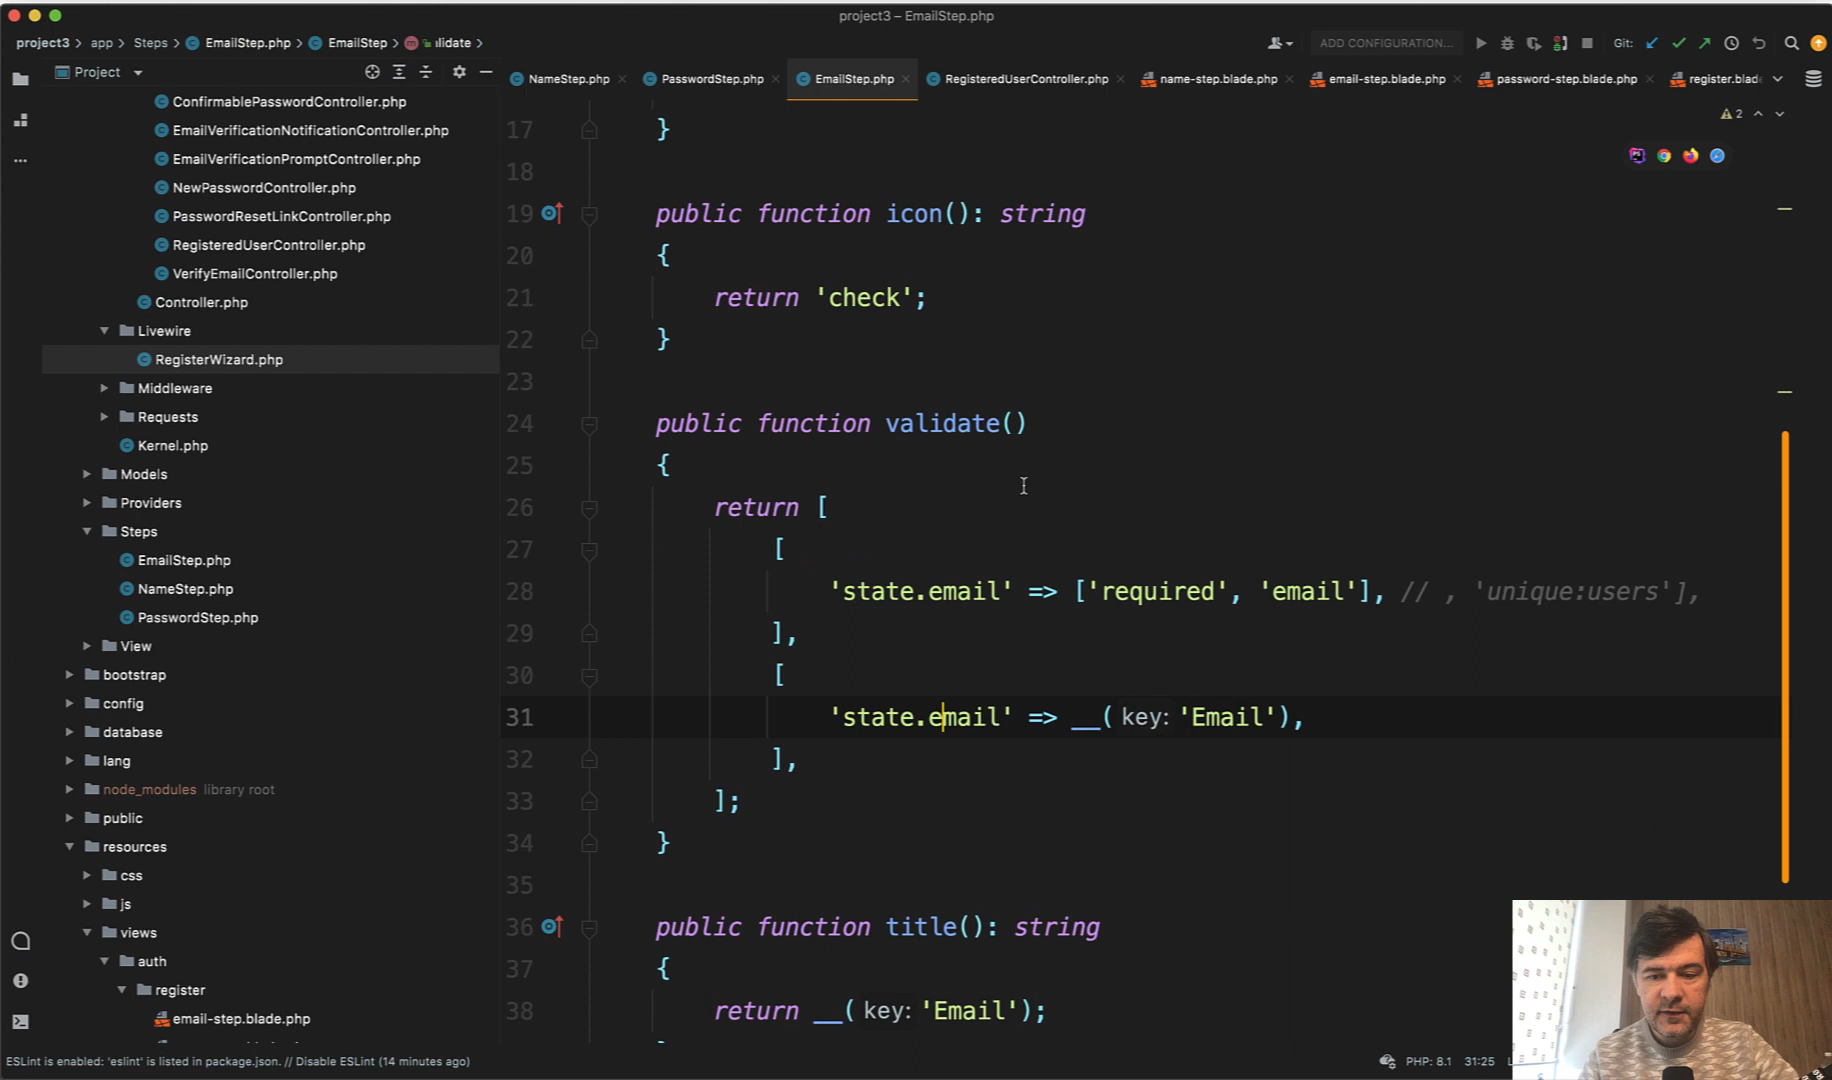 project3 – EmailStep.php
project3 app Steps EmailStep.php EmailStep validate
ADD CONFIGURATION... Git:
Project
NameStep.php PasswordStep.php EmailStep.php RegisteredUserController.php name-step.blade.php email-step.blade.php password-step.blade.php register.blad
ConfirmablePasswordController.php
EmailVerificationNotificationController.php
EmailVerificationPromptController.php
NewPasswordController.php
PasswordResetLinkController.php
RegisteredUserController.php
VerifyEmailController.php
Controller.php
Livewire
RegisterWizard.php
Middleware
Requests
Kernel.php
Models
Providers
Steps
EmailStep.php
NameStep.php
PasswordStep.php
View
bootstrap
config
database
lang
node_modules library root
public
resources
css
js
views
auth
register
email-step.blade.php
2
17 }
18
19 public function icon(): string
20 {
21 return 'check';
22 }
23
24 public function validate()
25 {
26 return [
27 [
28 'state.email' => ['required', 'email'], // , 'unique:users'],
29 ],
30 [
31 'state.email' => __( key: 'Email'),
32 ],
33 ];
34 }
35
36 public function title(): string
37 {
38 return __( key: 'Email');
ESLint is enabled: 'eslint' is listed in package.json. // Disable ESLint (14 minutes ago)
PHP: 8.1 31:25